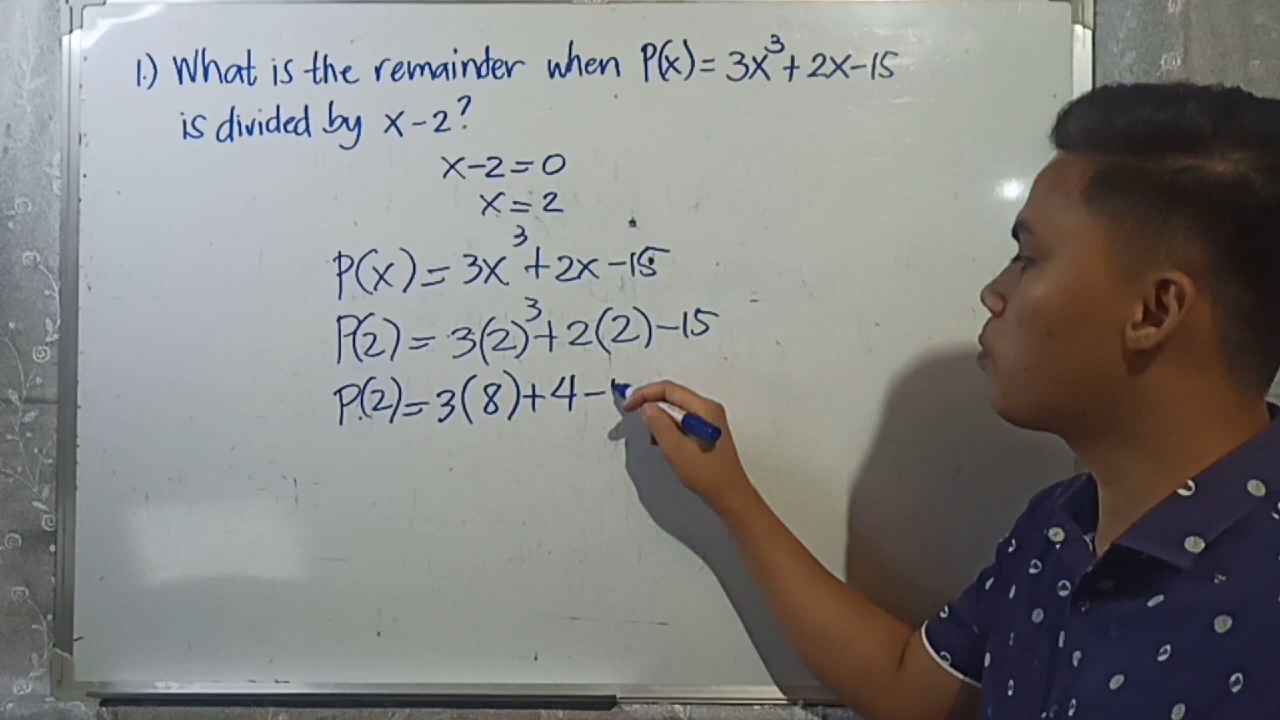 1.) What is the remainder when P(x) = 3x³ + 2x - 15
is divided by x - 2?
x - 2 = 0
x = 2
P(x) = 3x³ + 2x - 15
P(2) = 3(2)³ + 2(2) - 15
P(2) = 3(8) + 4 -